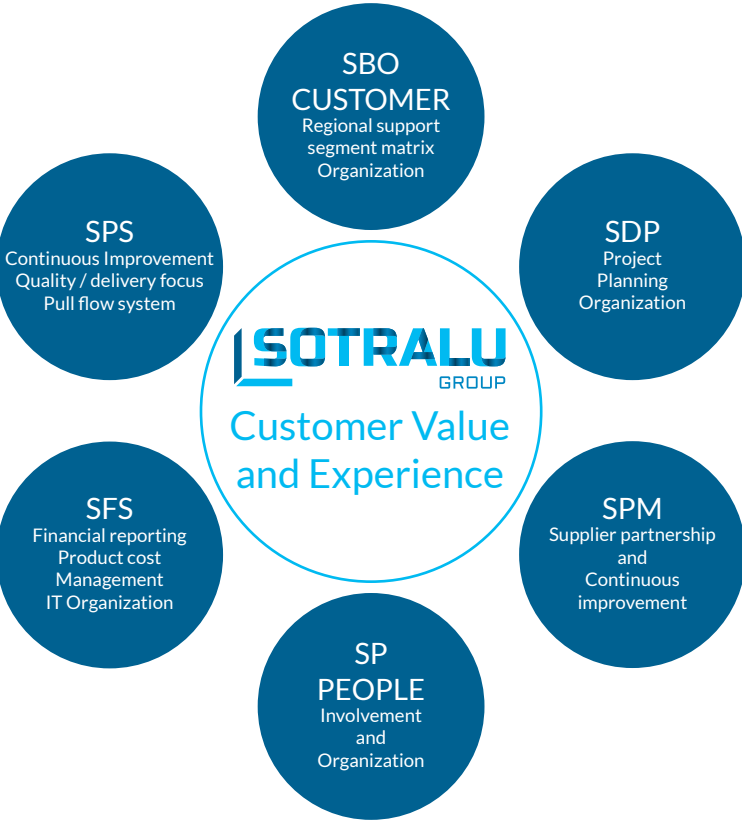 SBO
CUSTOMER
Regional support
segment matrix
Organization
SPS
Continuous Improvement
Quality / delivery focus
Pull flow system
SDP
Project
Planning
Organization
SOTRALU
GROUP
Customer Value
and Experience
SFS
Financial reporting
Product cost
Management
IT Organization
SPM
Supplier partnership
and
Continuous
improvement
SP
PEOPLE
Involvement
and
Organization